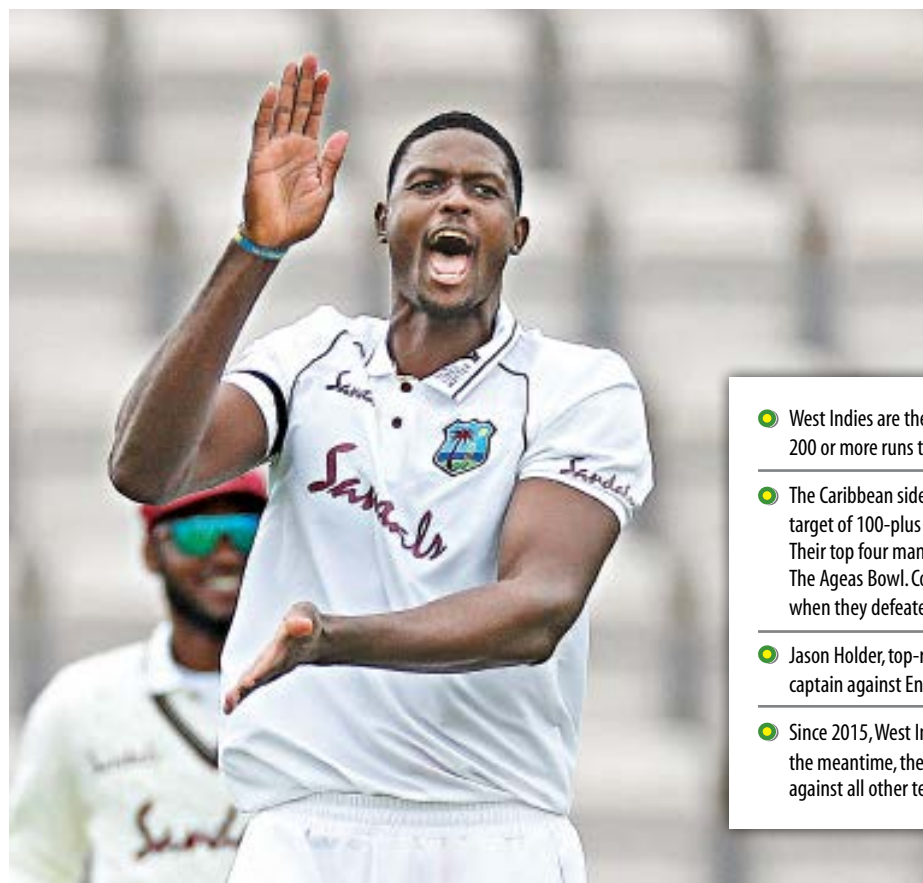 Sandals
Sandals
West Indies are the
200 or more runs t
The Caribbean side
target of 100-plus
Their top four man
The Ageas Bowl. Co
when they defeate
Jason Holder, top-r
captain against En
Since 2015, West In
the meantime, the
against all other te